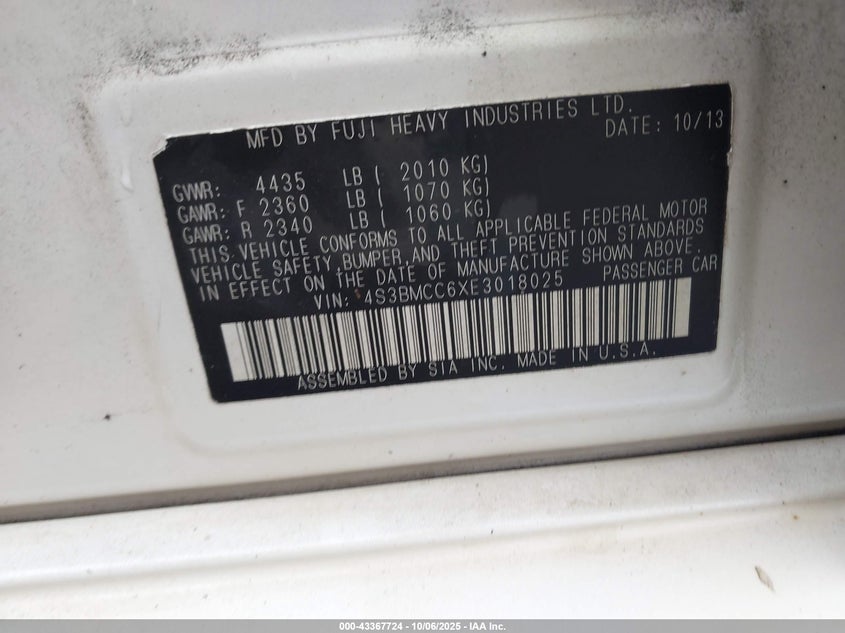 MFD BY FUJI HEAVY INDUSTRIES LTD.
DATE: 10/13
GVWR: 4435 LB ( 2010 KG)
GAWR: F 2360 LB ( 1070 KG)
GAWR: R 2340 LB ( 1060 KG)
THIS VEHICLE CONFORMS TO ALL APPLICABLE FEDERAL MOTOR
VEHICLE SAFETY,BUMPER,AND THEFT PREVENTION STANDARDS
IN EFFECT ON THE DATE OF MANUFACTURE SHOWN ABOVE.
VIN: 4S3BMCC6XE3018025 PASSENGER CAR
ASSEMBLED BY SIA INC. MADE IN U.S.A.
000-43367724 - 10/06/2025 - IAA Inc.